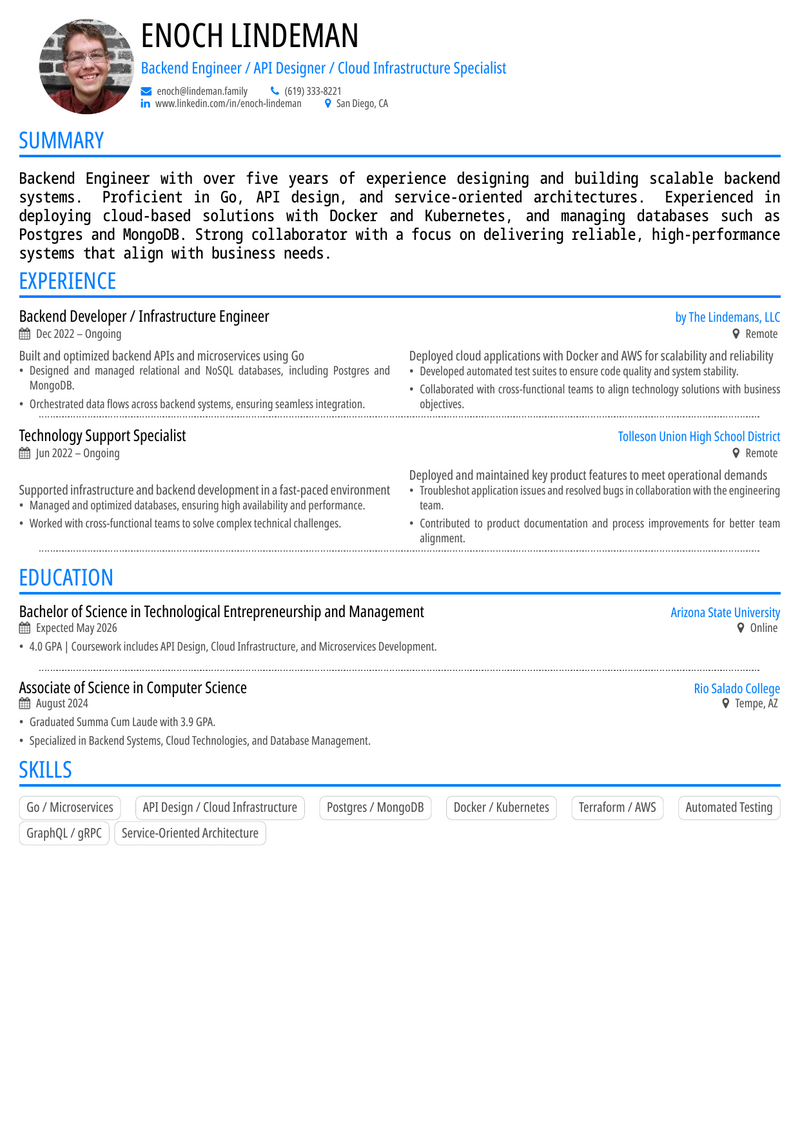 ENOCH LINDEMAN
Backend Engineer / API Designer / Cloud Infrastructure Specialist
enoch@lindeman.family (619) 333-8221
www.linkedin.com/in/enoch-lindeman San Diego, CA
SUMMARY
Backend Engineer with over five years of experience designing and building scalable backend
systems. Proficient in Go, API design, and service-oriented architectures. Experienced in
deploying cloud-based solutions with Docker and Kubernetes, and managing databases such as
Postgres and MongoDB. Strong collaborator with a focus on delivering reliable, high-performance
systems that align with business needs.
EXPERIENCE
Backend Developer / Infrastructure Engineer by The Lindemans, LLC
Dec 2022 – Ongoing Remote
Built and optimized backend APIs and microservices using Go
• Designed and managed relational and NoSQL databases, including Postgres and
MongoDB.
• Orchestrated data flows across backend systems, ensuring seamless integration.
Deployed cloud applications with Docker and AWS for scalability and reliability
• Developed automated test suites to ensure code quality and system stability.
• Collaborated with cross-functional teams to align technology solutions with business
objectives.
Technology Support Specialist Tolleson Union High School District
Jun 2022 – Ongoing Remote
Supported infrastructure and backend development in a fast-paced environment
• Managed and optimized databases, ensuring high availability and performance.
• Worked with cross-functional teams to solve complex technical challenges.
Deployed and maintained key product features to meet operational demands
• Troubleshot application issues and resolved bugs in collaboration with the engineering
team.
• Contributed to product documentation and process improvements for better team
alignment.
EDUCATION
Bachelor of Science in Technological Entrepreneurship and Management Arizona State University
Expected May 2026 Online
• 4.0 GPA | Coursework includes API Design, Cloud Infrastructure, and Microservices Development.
Associate of Science in Computer Science Rio Salado College
August 2024 Tempe, AZ
• Graduated Summa Cum Laude with 3.9 GPA.
• Specialized in Backend Systems, Cloud Technologies, and Database Management.
SKILLS
Go / Microservices API Design / Cloud Infrastructure Postgres / MongoDB Docker / Kubernetes Terraform / AWS Automated Testing
GraphQL / gRPC Service-Oriented Architecture